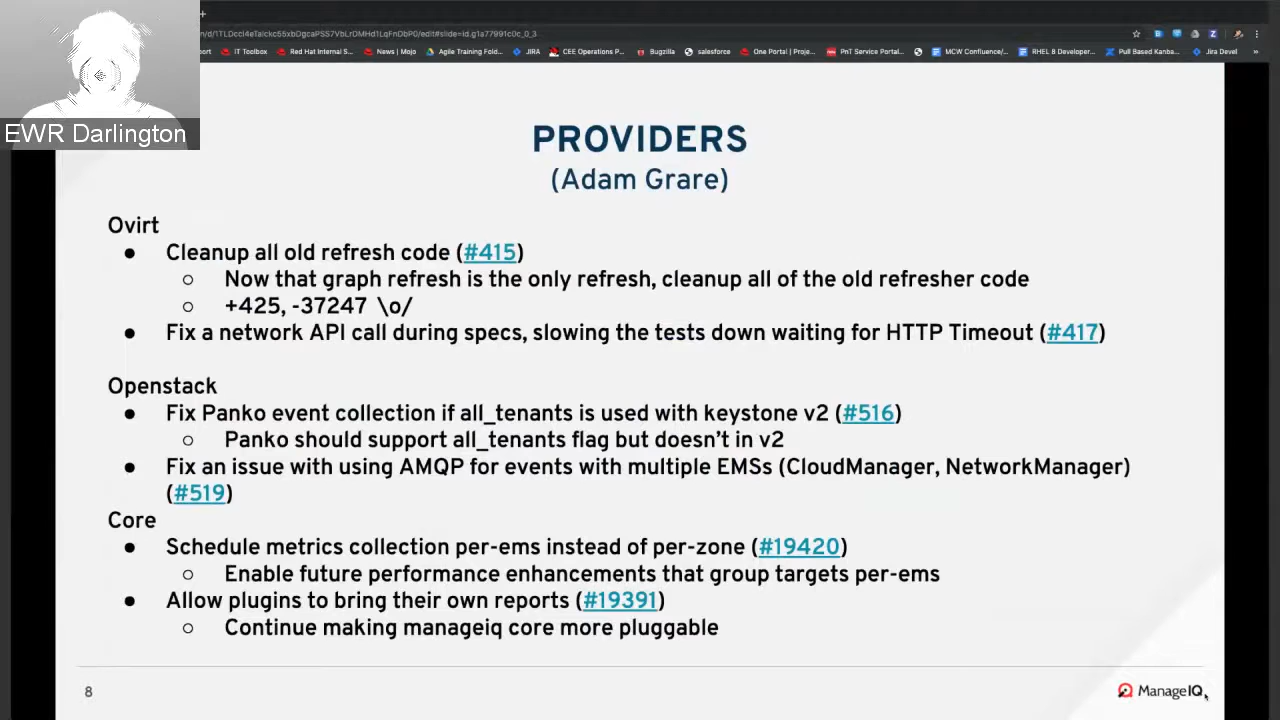 on/d/1TLDccl4eTalckc55xbDgcaPSS7VbLrDMHd1LqFnDbP0/edit#slide=id.g1a77991c0c_0_3
port IT Toolbox Red Hat Internal S... News | Mojo Agile Training Fold... JIRA CEE Operations P... Bugzilla salesforce One Portal | Proje... PnT Service Portal... MCW Confluence/... RHEL 8 Developer... Pull Based Kanba... Jira Devel »
EWR Darlington
PROVIDERS
(Adam Grare)
Ovirt
● Cleanup all old refresh code (#415)
○ Now that graph refresh is the only refresh, cleanup all of the old refresher code
○ +425, -37247 \o/
● Fix a network API call during specs, slowing the tests down waiting for HTTP Timeout (#417)
Openstack
● Fix Panko event collection if all_tenants is used with keystone v2 (#516)
○ Panko should support all_tenants flag but doesn't in v2
● Fix an issue with using AMQP for events with multiple EMSs (CloudManager, NetworkManager)
(#519)
Core
● Schedule metrics collection per-ems instead of per-zone (#19420)
○ Enable future performance enhancements that group targets per-ems
● Allow plugins to bring their own reports (#19391)
○ Continue making manageiq core more pluggable
8
ManageIQ